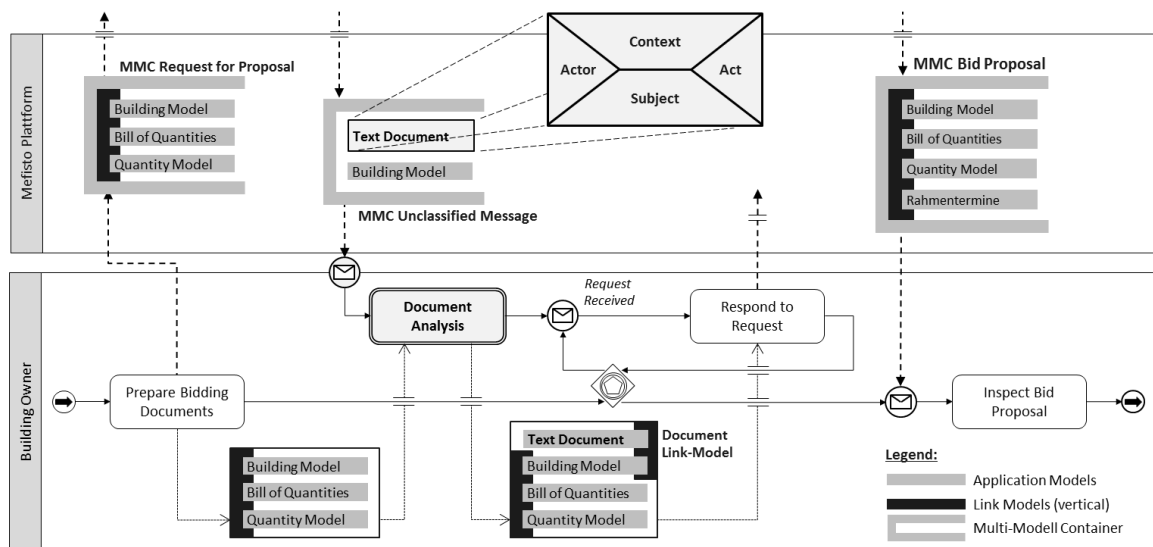 Mefisto Plattform
MMC Request for Proposal
Building Model
Bill of Quantities
Quantity Model
Text Document
Building Model
MMC Unclassified Message
Context
Actor
Act
Subject
MMC Bid Proposal
Building Model
Bill of Quantities
Quantity Model
Rahmentermine
Building Owner
Prepare Bidding
Documents
Document
Analysis
Request
Received
Respond to
Request
Inspect Bid
Proposal
Building Model
Bill of Quantities
Quantity Model
Text Document
Building Model
Bill of Quantities
Quantity Model
Document
Link-Model
Legend:
Application Models
Link Models (vertical)
Multi-Modell Container